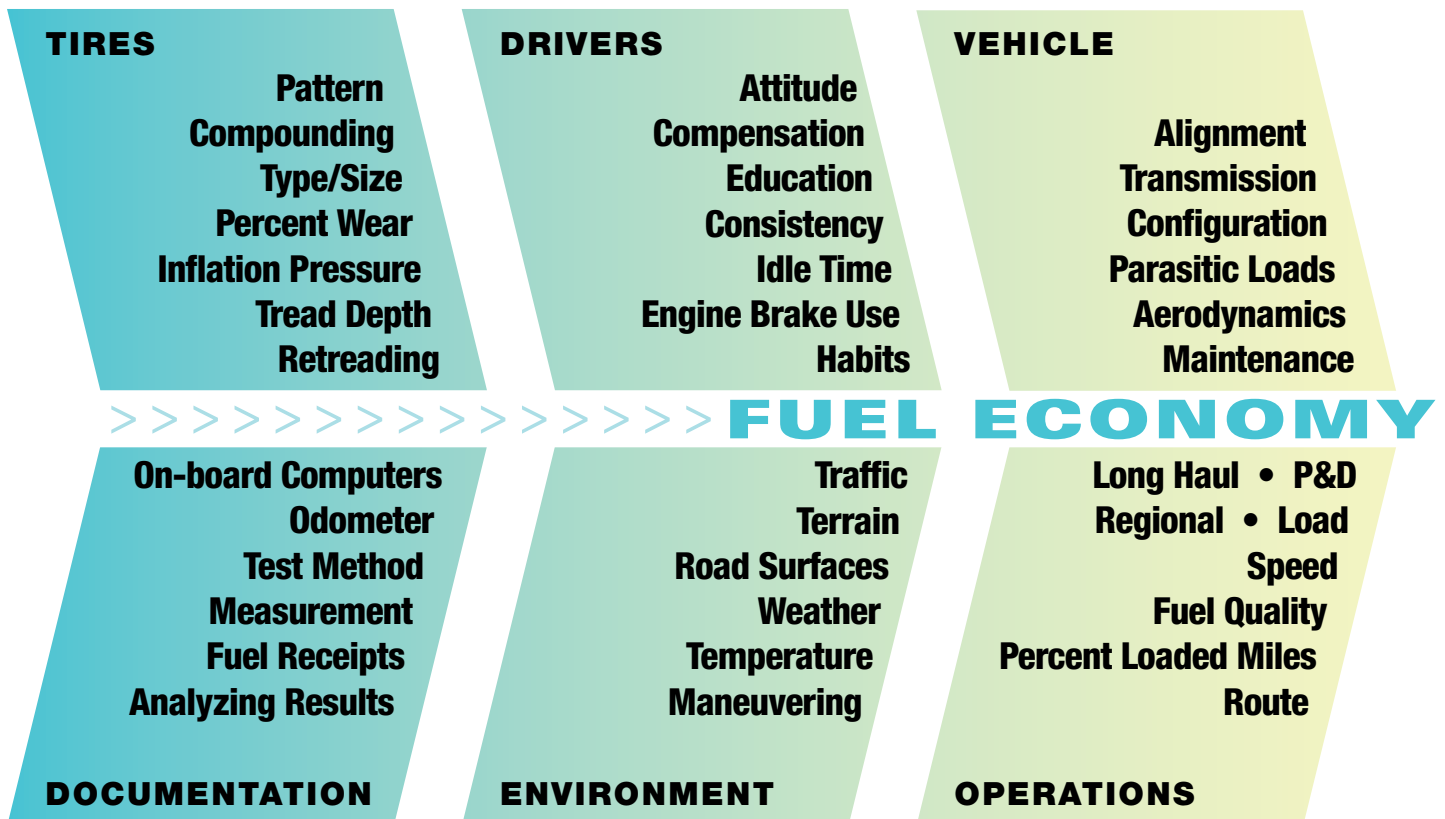 TIRES
Pattern
Compounding
Type/Size
Percent Wear
Inflation Pressure
Tread Depth
Retreading
DRIVERS
Attitude
Compensation
Education
Consistency
Idle Time
Engine Brake Use
Habits
VEHICLE
Alignment
Transmission
Configuration
Parasitic Loads
Aerodynamics
Maintenance
>>>>>>>>>>>>>>> FUEL ECONOMY
On-board Computers
Odometer
Test Method
Measurement
Fuel Receipts
Analyzing Results
DOCUMENTATION
Traffic
Terrain
Road Surfaces
Weather
Temperature
Maneuvering
ENVIRONMENT
Long Haul • P&D
Regional • Load
Speed
Fuel Quality
Percent Loaded Miles
Route
OPERATIONS